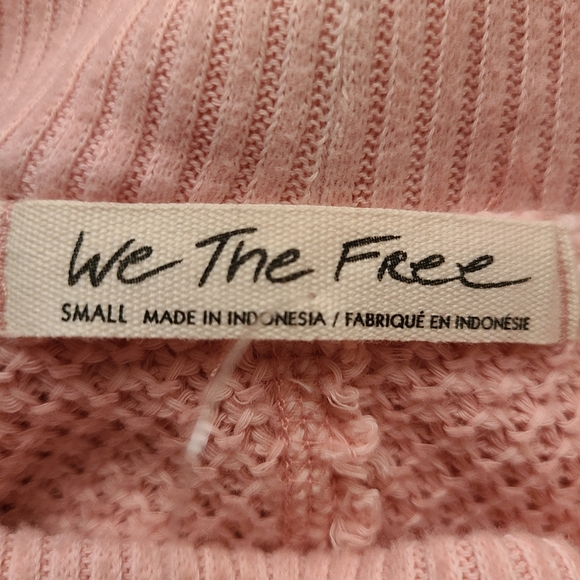 We The Free
SMALL MADE IN INDONESIA / FABRIQUÉ EN INDONÉSIE